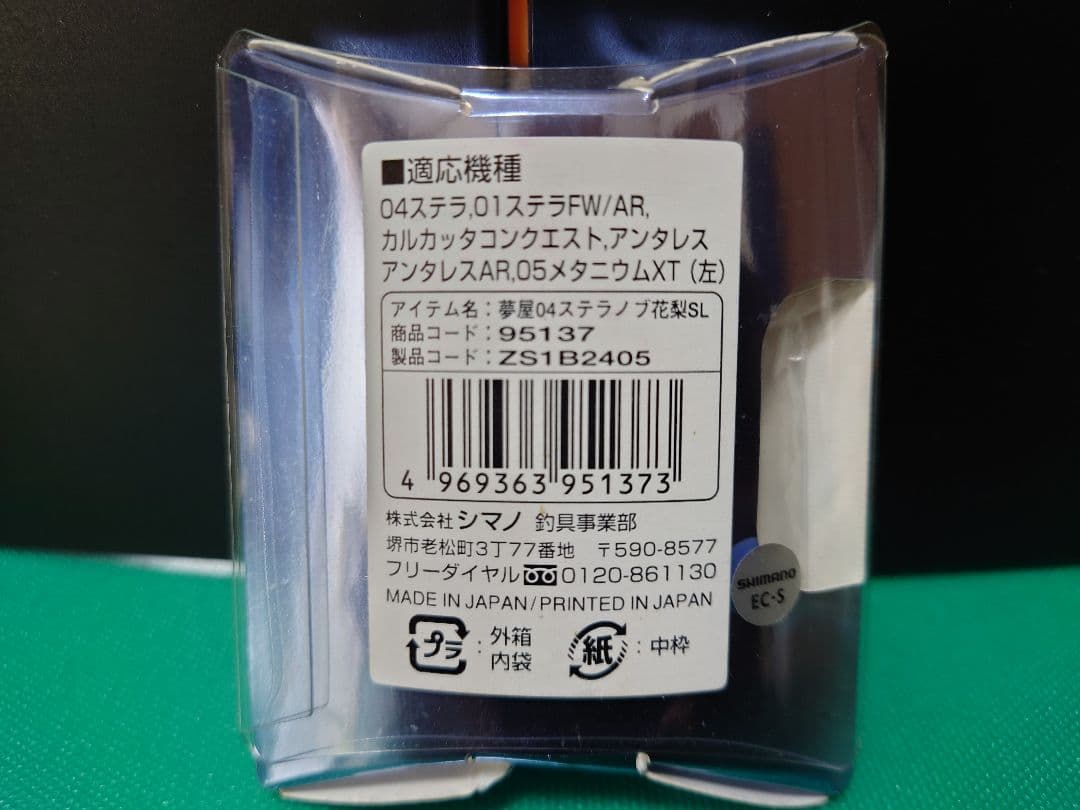 ■適応機種
04ステラ,01ステラFW/AR,
カルカッタコンクエスト,アンタレス
アンタレスAR,05メタニウムXT（左）
アイテム名：夢屋04ステラノブ花梨SL
商品コード：95137
製品コード：ZS1B2405
4 969363 951373
株式会社 シマノ 釣具事業部
堺市老松町3丁77番地 〒590-8577
フリーダイヤル 0120-861130
MADE IN JAPAN/PRINTED IN JAPAN
プラ：外箱
内袋
紙：中枠
SHIMANO
EC-S